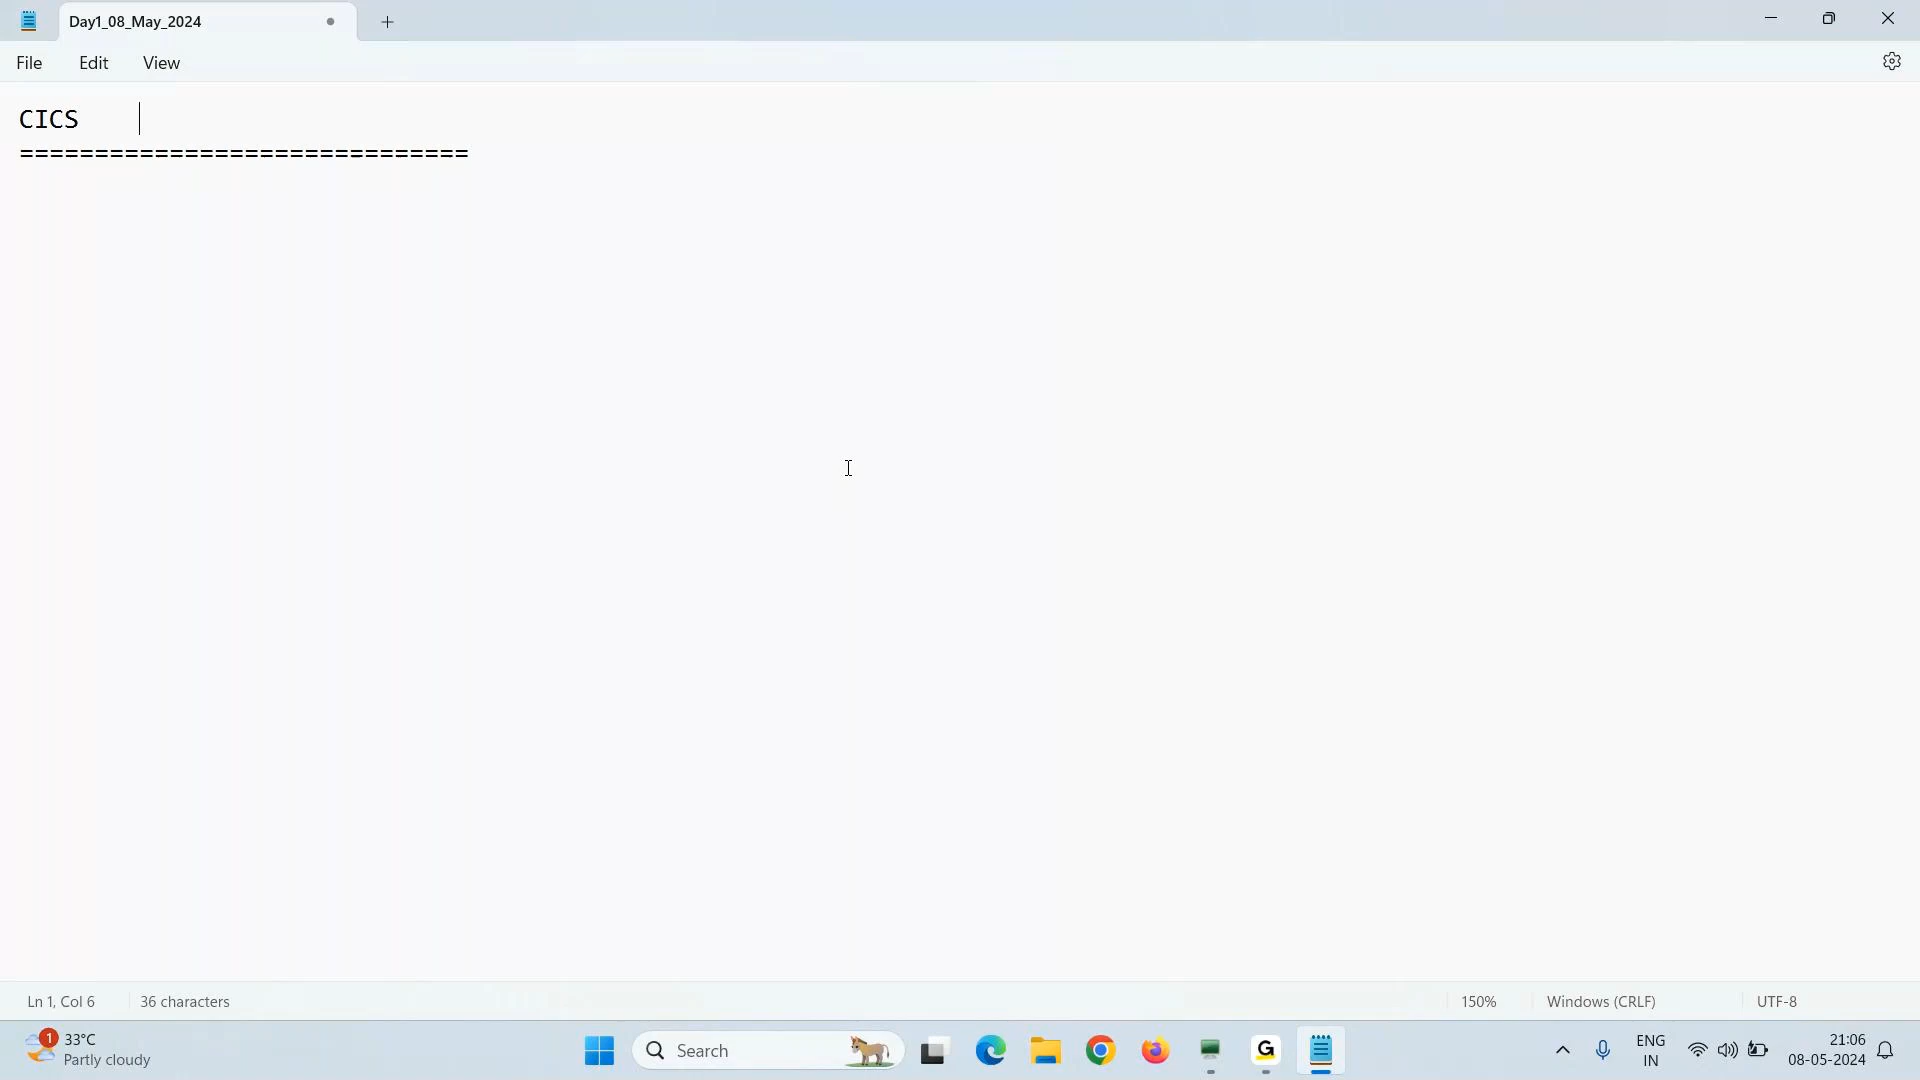 Day1_08_May_2024
File Edit View
CICS
==============================
Ln 1, Col 6 36 characters 150% Windows (CRLF) UTF-8
1 33°C
Partly cloudy
Search
G
ENG
IN
21:06
08-05-2024